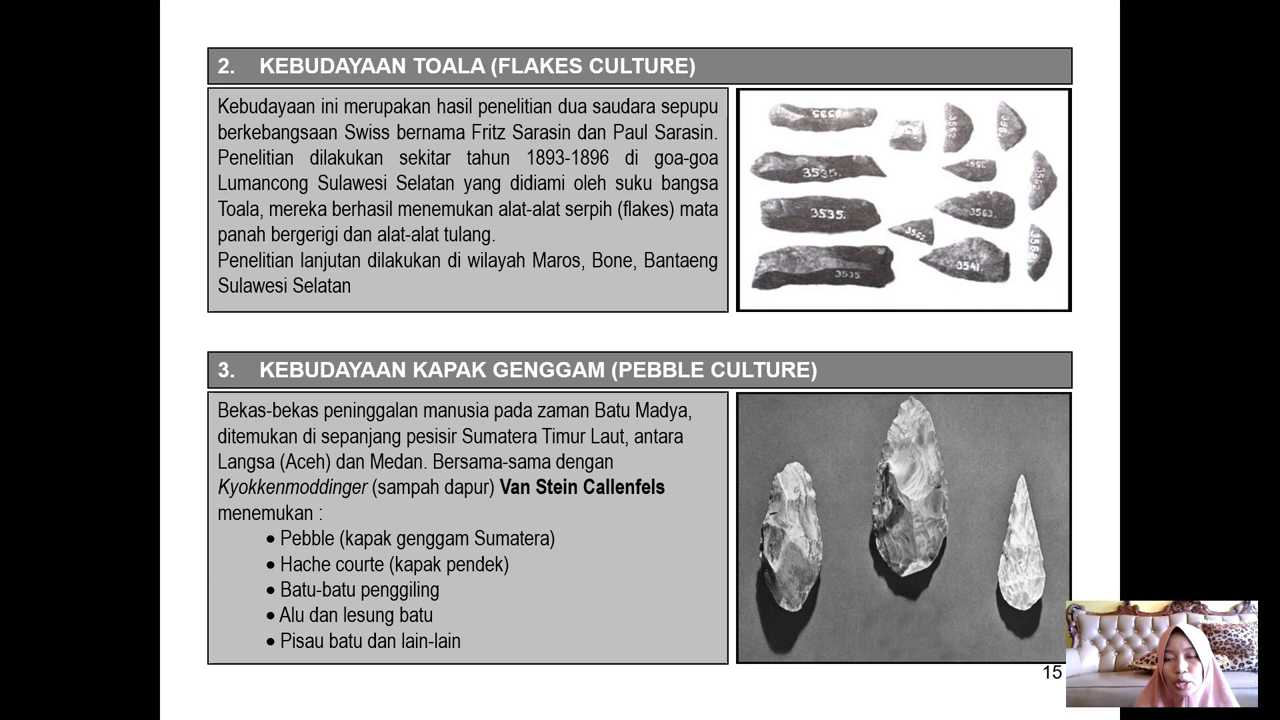 2. KEBUDAYAAN TOALA (FLAKES CULTURE)
Kebudayaan ini merupakan hasil penelitian dua saudara sepupu
berkebangsaan Swiss bernama Fritz Sarasin dan Paul Sarasin.
Penelitian dilakukan sekitar tahun 1893-1896 di goa-goa
Lumancong Sulawesi Selatan yang didiami oleh suku bangsa
Toala, mereka berhasil menemukan alat-alat serpih (flakes) mata
panah bergerigi dan alat-alat tulang.
Penelitian lanjutan dilakukan di wilayah Maros, Bone, Bantaeng
Sulawesi Selatan
3535.
3535.
3563.
3541.
3535
3. KEBUDAYAAN KAPAK GENGGAM (PEBBLE CULTURE)
Bekas-bekas peninggalan manusia pada zaman Batu Madya,
ditemukan di sepanjang pesisir Sumatera Timur Laut, antara
Langsa (Aceh) dan Medan. Bersama-sama dengan
Kyokkenmoddinger (sampah dapur) Van Stein Callenfels
menemukan :
• Pebble (kapak genggam Sumatera)
• Hache courte (kapak pendek)
• Batu-batu penggiling
• Alu dan lesung batu
• Pisau batu dan lain-lain
15